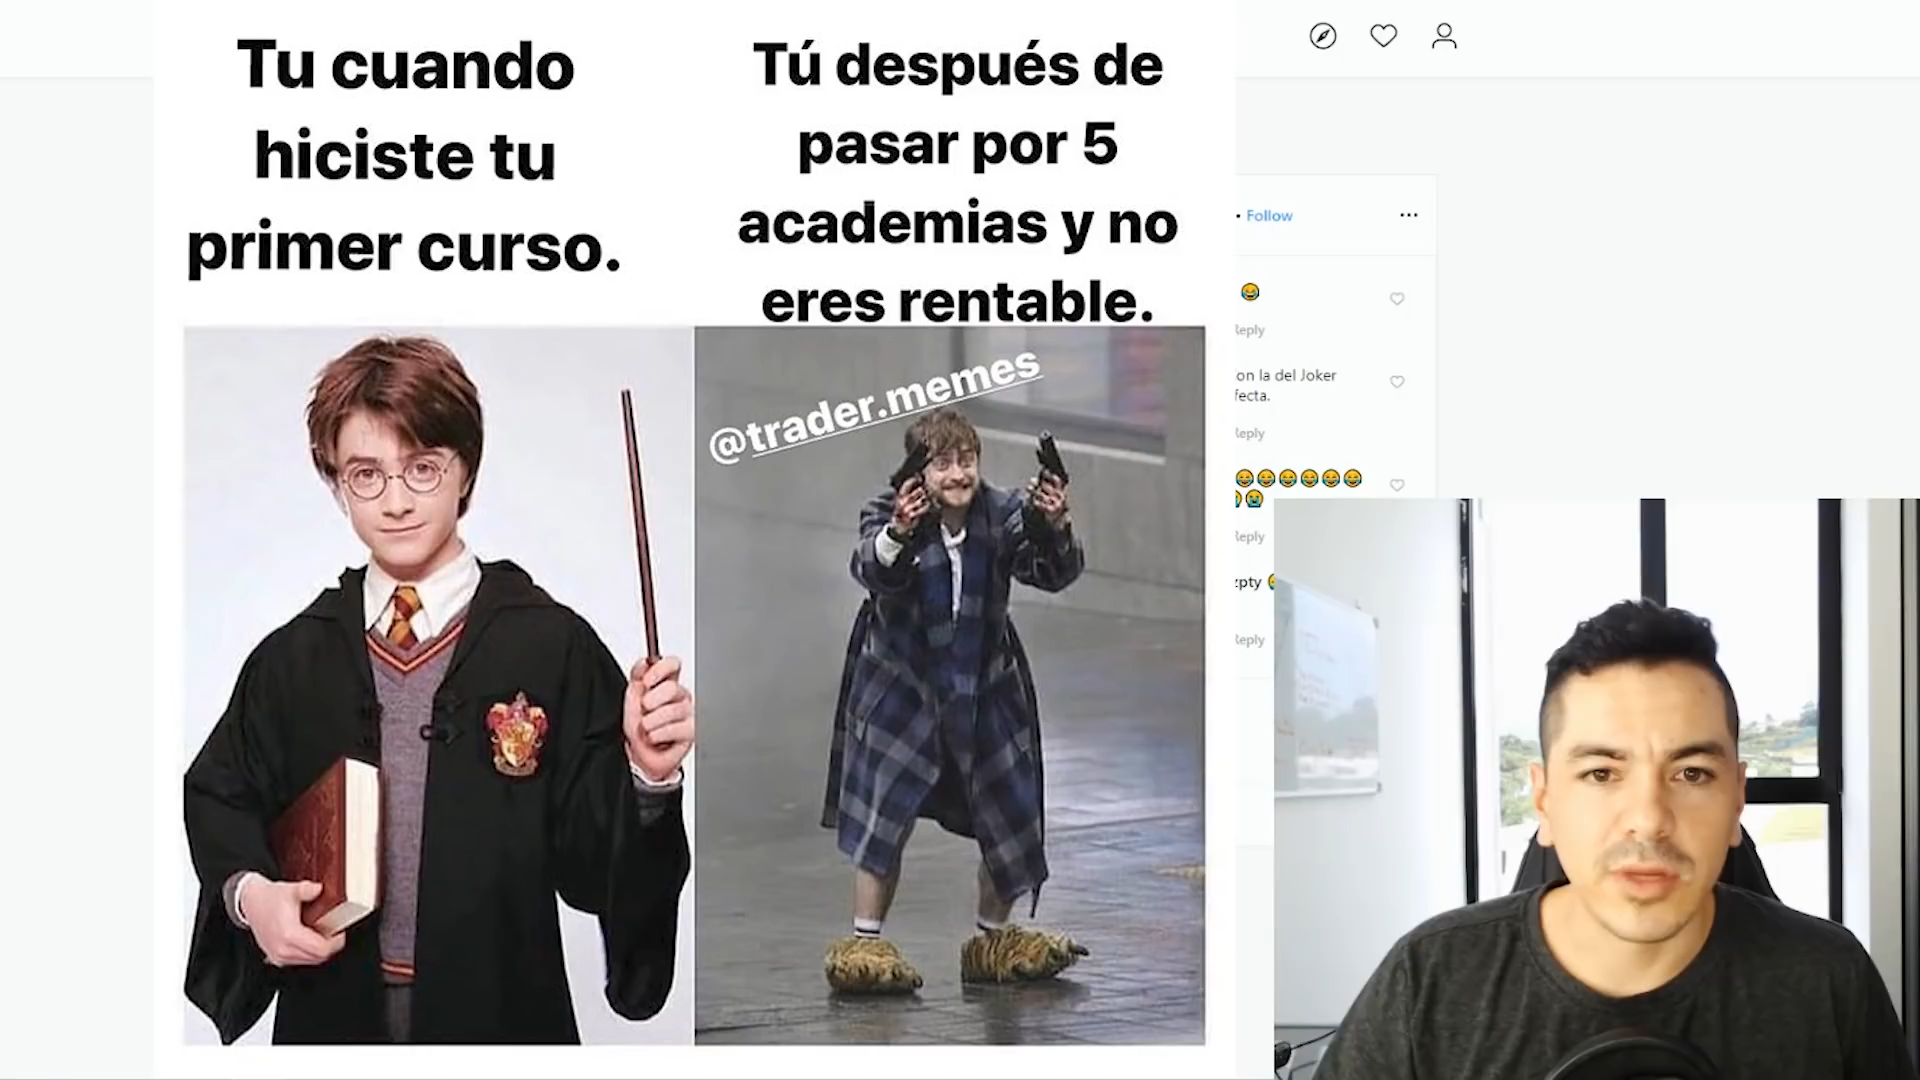 Tu cuando
hiciste tu
primer curso.
Tú después de
pasar por 5
academias y no
eres rentable.
@trader.memes
• Follow
Reply
on la del Joker
fecta.
Reply
Reply
zpty
Reply